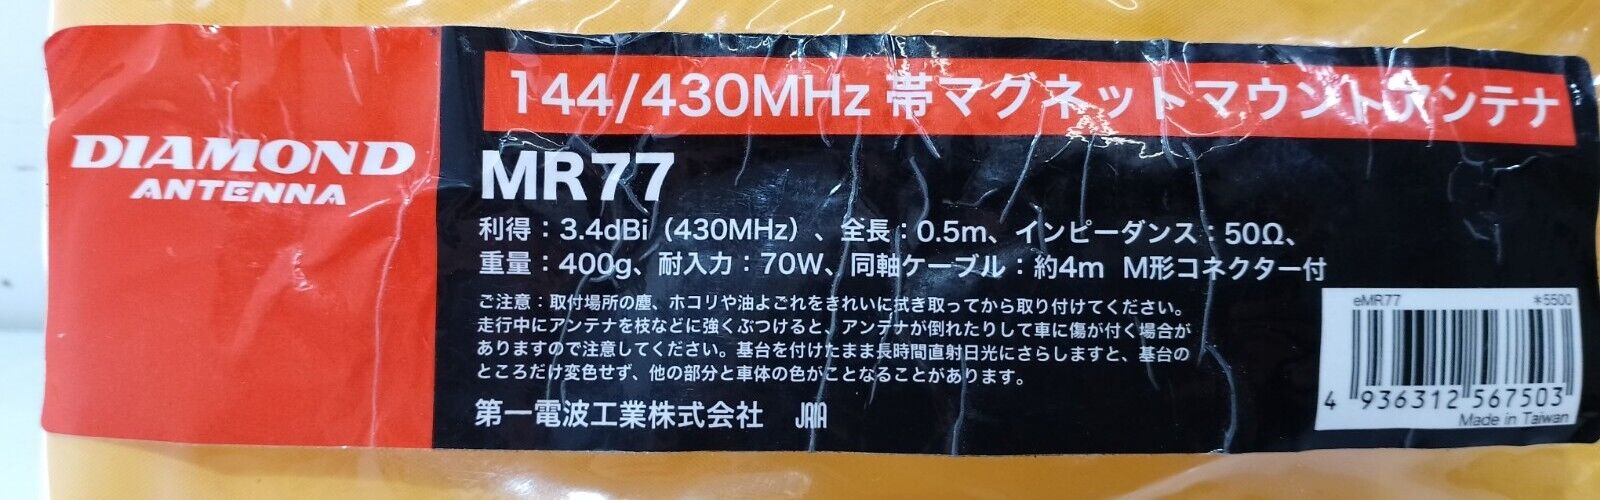 DIAMOND
ANTENNA
144/430MHz 帯マグネットマウントアンテナ
MR77
利得：3.4dBi（430MHz）、全長：0.5m、インピーダンス：50Ω、
重量：400g、耐入力：70W、同軸ケーブル：約4m M形コネクター付
ご注意：取付場所の塵、ホコリや油よごれをきれいに拭き取ってから取り付けてください。
走行中にアンテナを枝などに強くぶつけると、アンテナが倒れたりして車に傷が付く場合が
ありますので注意してください。基台を付けたまま長時間直射日光にさらしますと、基台の
ところだけ変色せず、他の部分と車体の色がことなることがあります。
第一電波工業株式会社 JAIA
eMR77 *5500
4 936312 567503
Made in Taiwan